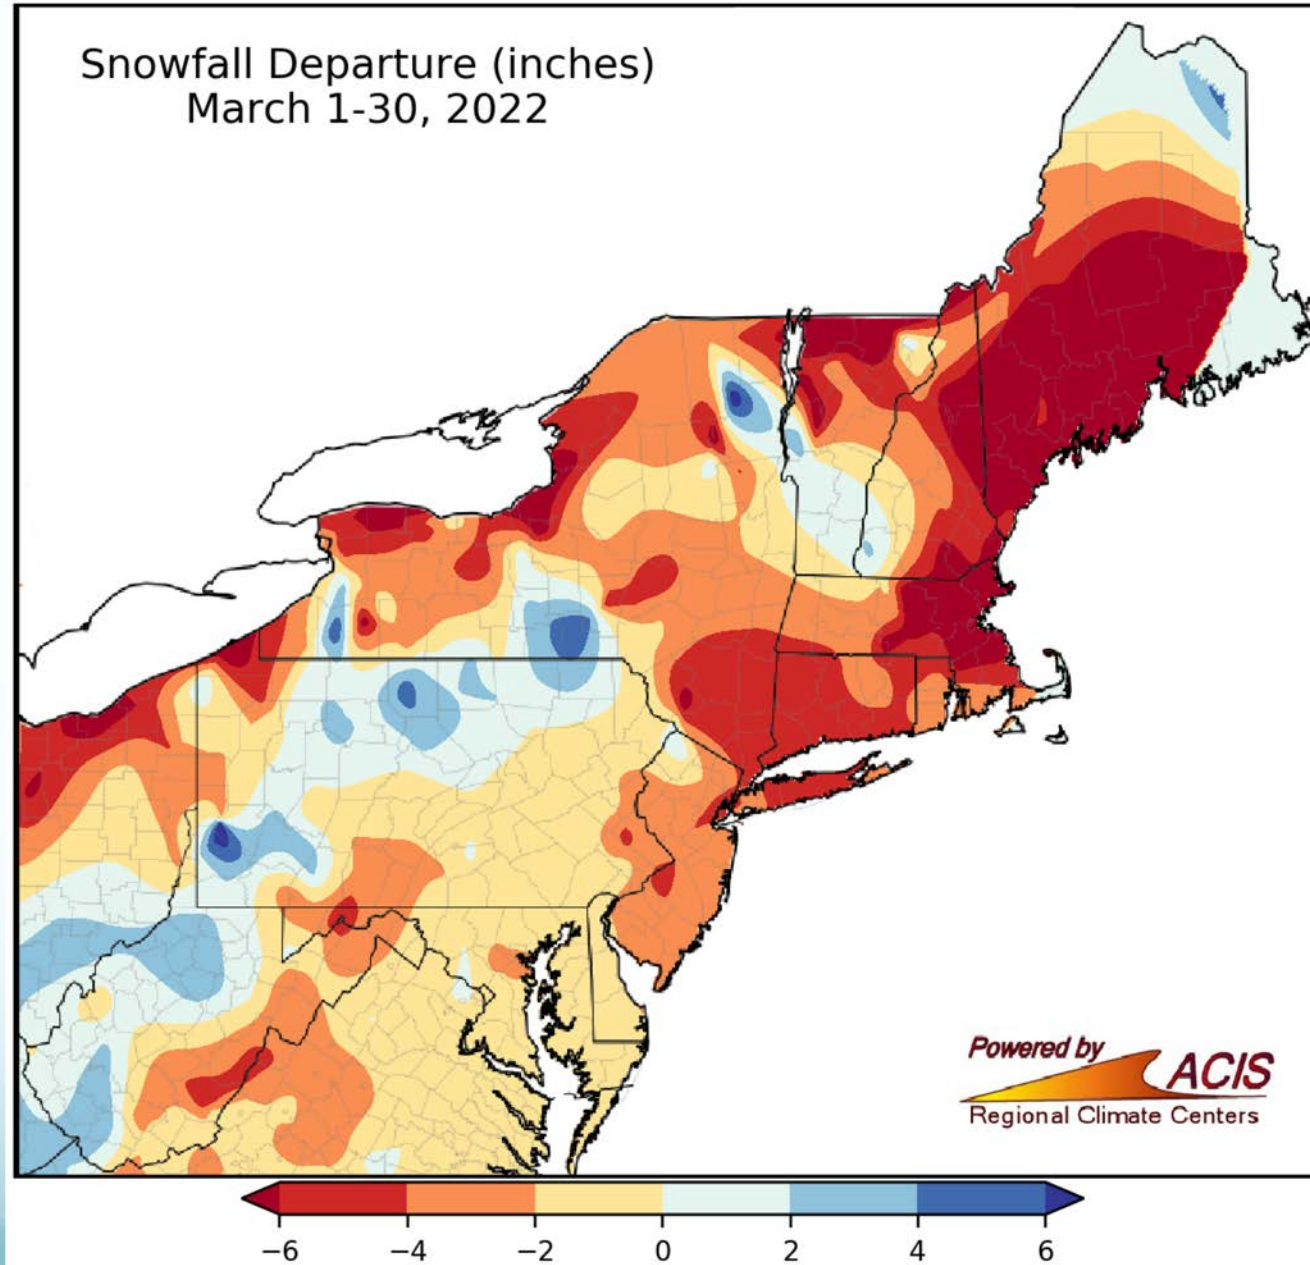 Snowfall Departure (inches)
March 1-30, 2022
Powered by
ACIS
Regional Climate Centers
−6 −4 −2 0 2 4 6